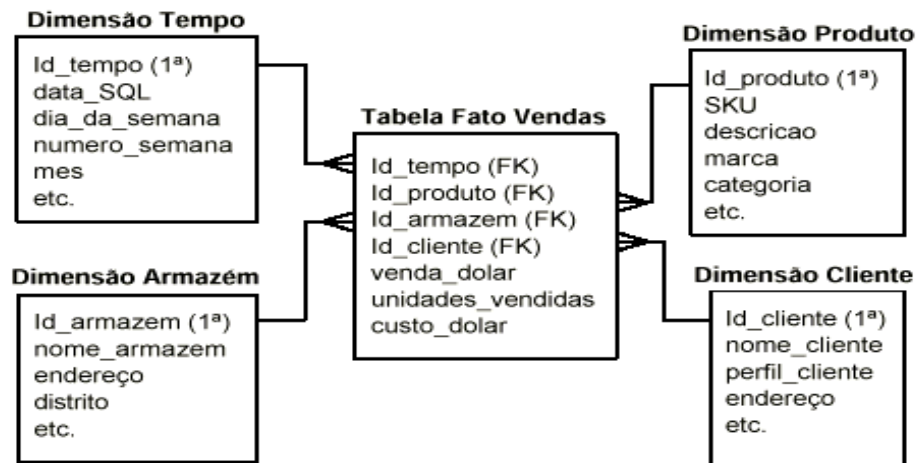 Dimensão Tempo
Id_tempo (1ª)
data_SQL
dia_da_semana
numero_semana
mes
etc.
Dimensão Produto
Id_produto (1ª)
SKU
descricao
marca
categoria
etc.
Tabela Fato Vendas
Id_tempo (FK)
Id_produto (FK)
Id_armazem (FK)
Id_cliente (FK)
venda_dolar
unidades_vendidas
custo_dolar
Dimensão Armazém
Id_armazem (1ª)
nome_armazem
endereço
distrito
etc.
Dimensão Cliente
Id_cliente (1ª)
nome_cliente
perfil_cliente
endereço
etc.